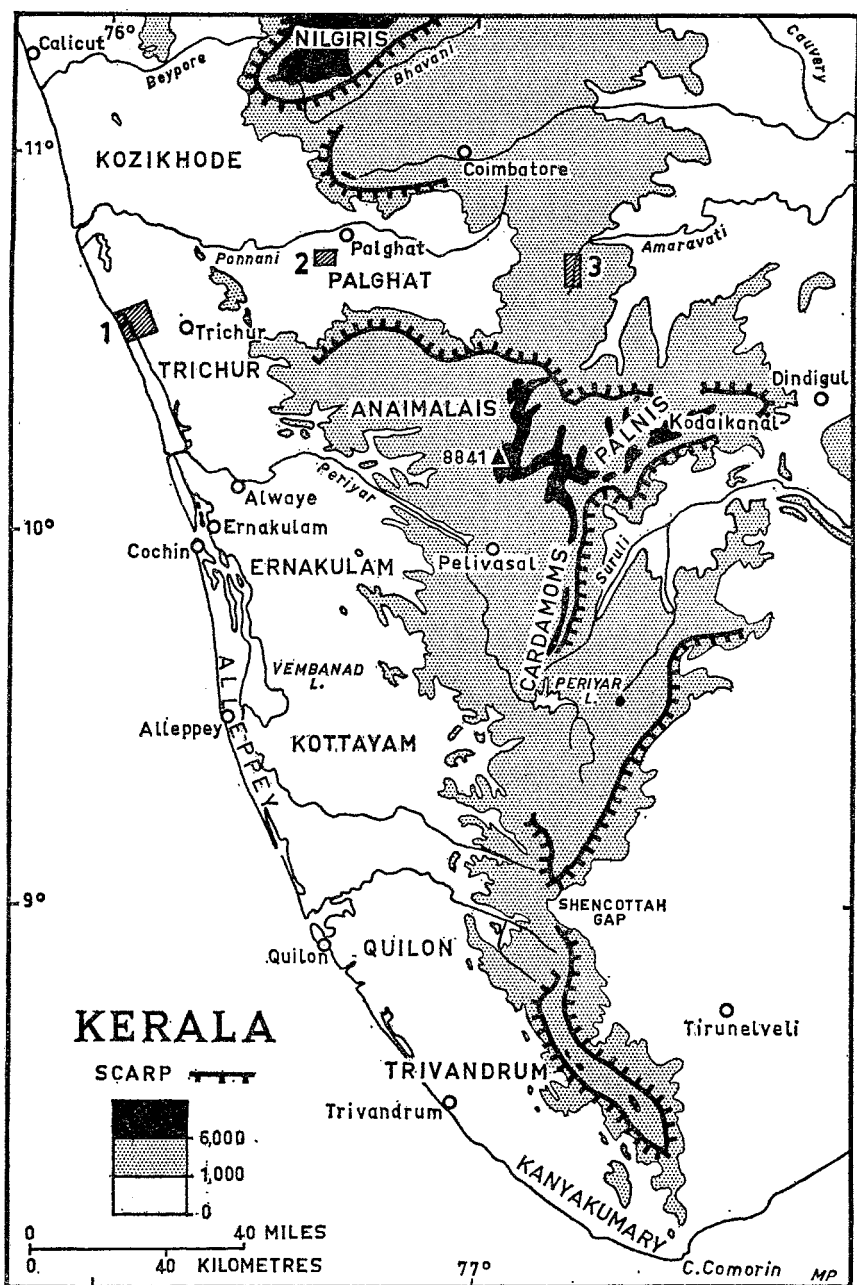 76°
Calicut
NILGIRIS
Beypore
Bhavani
Cauvery
11°
KOZIKHODE
Coimbatore
Ponnani
Palghat
Amaravati
2
3
PALGHAT
1
Trichur
TRICHUR
Dindigul
ANAIMALAIS
PALNIS
Kodaikanal
8841
Periyar
Alwaye
10°
Ernakulam
Cochin
ERNAKULAM
Pelivasal
Suruli
CARDAMOMS
VEMBANAD
L.
PERIYAR
L.
ALLEPPEY
Alleppey
KOTTAYAM
9°
SHENCOTTAH
GAP
Quilon
QUILON
KERALA
Tirunelveli
SCARP
TRIVANDRUM
Trivandrum
6,000
1,000
0
KANYAKUMARY
0 40 MILES
0. 40 KILOMETRES
77°
C.Comorin
MP